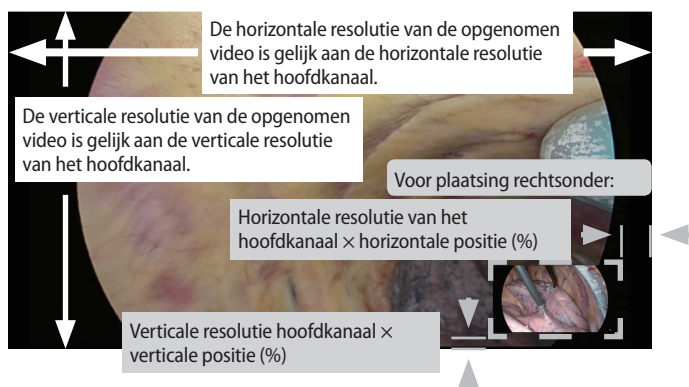 De horizontale resolutie van de opgenomen
video is gelijk aan de horizontale resolutie
van het hoofdkanaal.
De verticale resolutie van de opgenomen
video is gelijk aan de verticale resolutie
van het hoofdkanaal.
Voor plaatsing rechtsonder:
Horizontale resolutie van het
hoofdkanaal × horizontale positie (%)
Verticale resolutie hoofdkanaal ×
verticale positie (%)